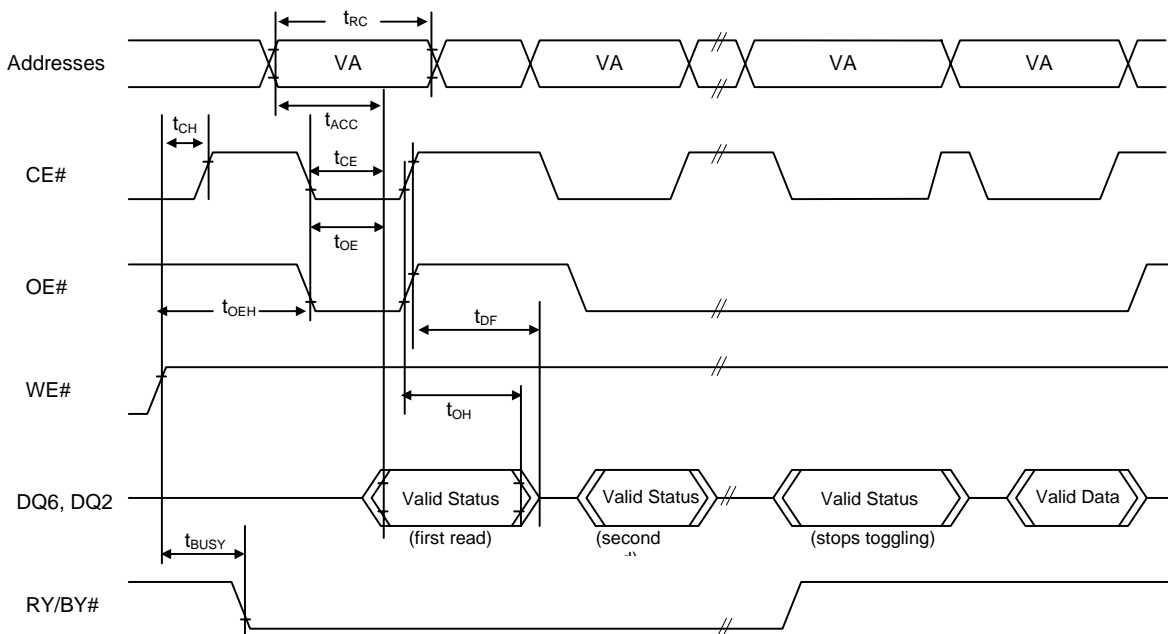 tRC
Addresses VA VA VA VA
tACC
tCH
tCE
CE#
tOE
OE#
tOEH
tDF
WE#
tOH
DQ6, DQ2 Valid Status Valid Status Valid Status Valid Data
(first read) (second (stops toggling)
tBUSY
RY/BY#